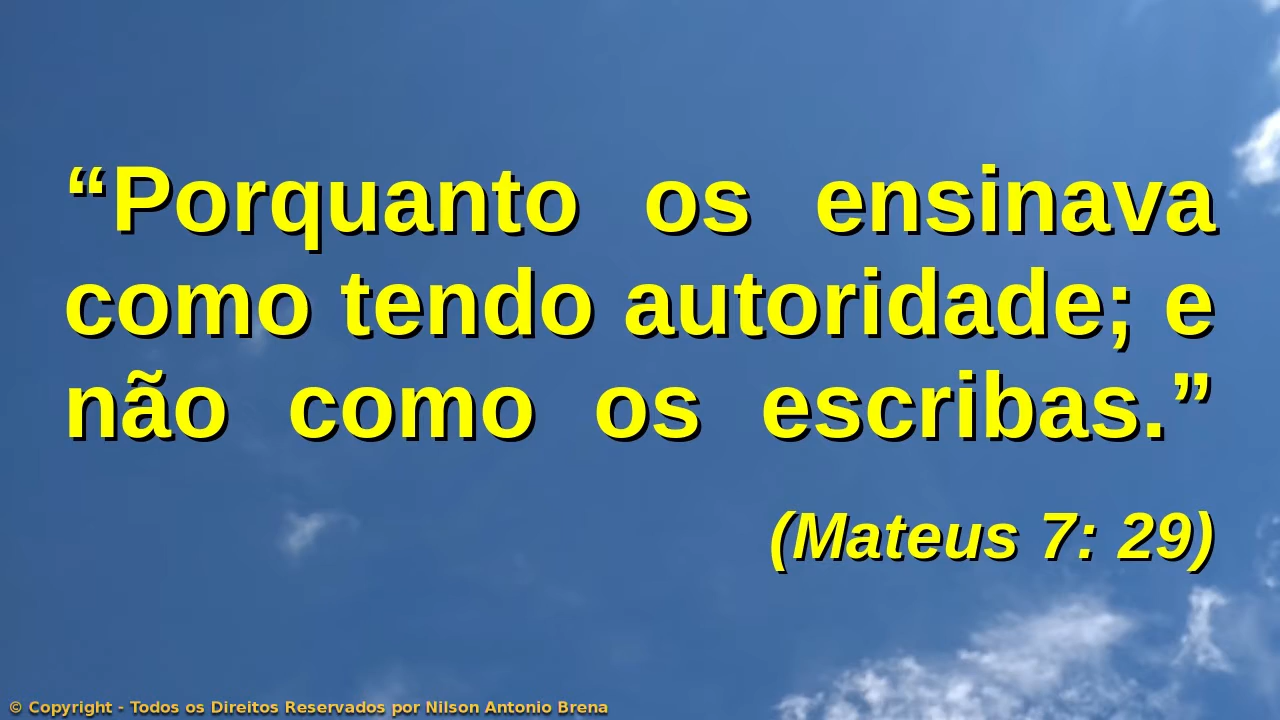 “Porquanto os ensinava
como tendo autoridade; e
não como os escribas.”
(Mateus 7: 29)
© Copyright - Todos os Direitos Reservados por Nilson Antonio Brena